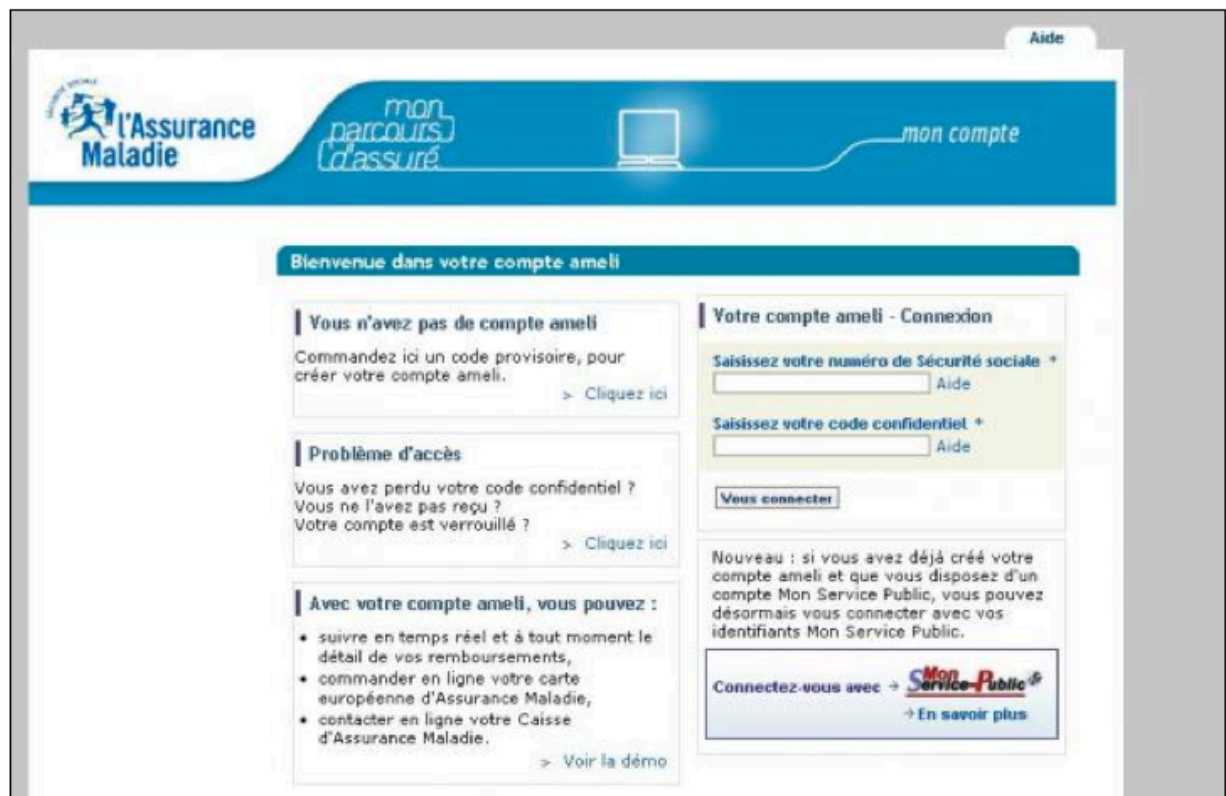 Aide
SÉCURITÉ SOCIALE
l'Assurance
Maladie
mon
parcours
d'assuré
mon compte
Bienvenue dans votre compte ameli
Vous n'avez pas de compte ameli
Commandez ici un code provisoire, pour
créer votre compte ameli.
> Cliquez ici
Problème d'accès
Vous avez perdu votre code confidentiel ?
Vous ne l'avez pas reçu ?
Votre compte est verrouillé ?
> Cliquez ici
Avec votre compte ameli, vous pouvez :
• suivre en temps réel et à tout moment le
détail de vos remboursements,
• commander en ligne votre carte
européenne d'Assurance Maladie,
• contacter en ligne votre Caisse
d'Assurance Maladie.
> Voir la démo
Votre compte ameli - Connexion
Saisissez votre numéro de Sécurité sociale *
Aide
Saisissez votre code confidentiel *
Aide
Vous connecter
Nouveau : si vous avez déjà créé votre
compte ameli et que vous disposez d'un
compte Mon Service Public, vous pouvez
désormais vous connecter avec vos
identifiants Mon Service Public.
Connectez-vous avec → Mon Service-Public
→ En savoir plus